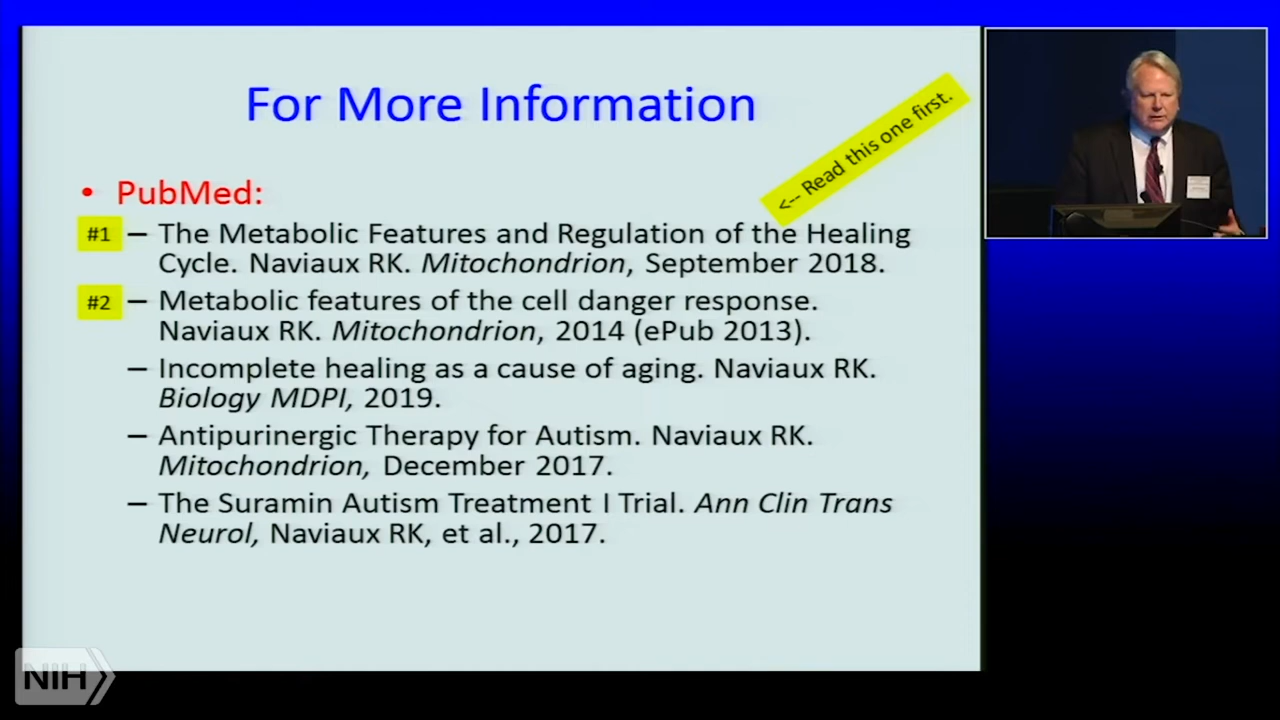 For More Information
<-- Read this one first.
• PubMed:
#1 – The Metabolic Features and Regulation of the Healing
Cycle. Naviaux RK. Mitochondrion, September 2018.
#2 – Metabolic features of the cell danger response.
Naviaux RK. Mitochondrion, 2014 (ePub 2013).
– Incomplete healing as a cause of aging. Naviaux RK.
Biology MDPI, 2019.
– Antipurinergic Therapy for Autism. Naviaux RK.
Mitochondrion, December 2017.
– The Suramin Autism Treatment I Trial. Ann Clin Trans
Neurol, Naviaux RK, et al., 2017.
NIH